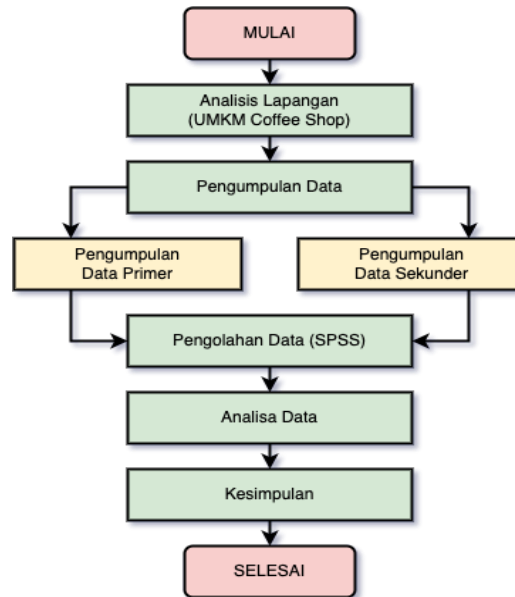 MULAI
Analisis Lapangan
(UMKM Coffee Shop)
Pengumpulan Data
Pengumpulan
Data Primer
Pengumpulan
Data Sekunder
Pengolahan Data (SPSS)
Analisa Data
Kesimpulan
SELESAI